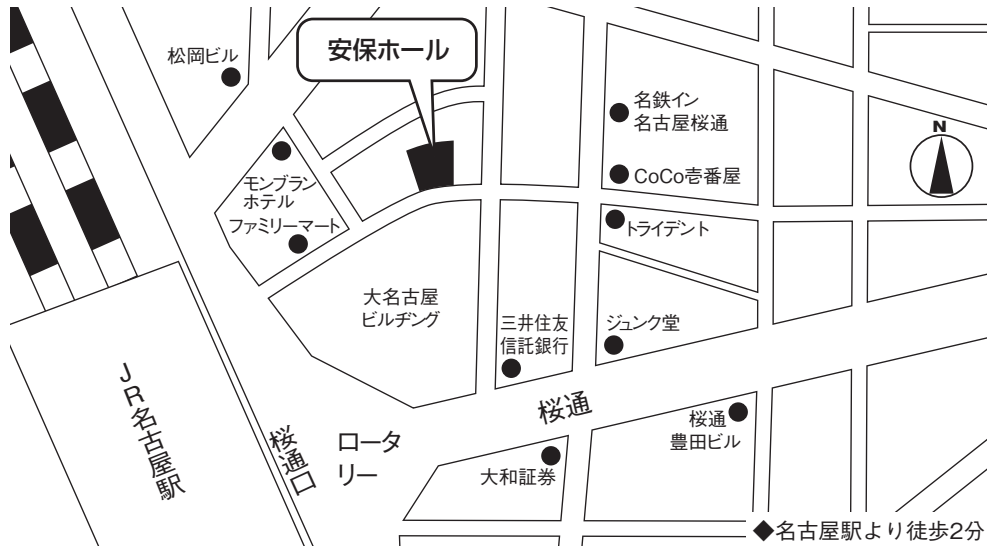 安保ホール
松岡ビル
名鉄イン
名古屋桜通
N
CoCo壱番屋
モンブラン
ホテル
ファミリーマート
トライデント
大名古屋
ビルヂング
三井住友
信託銀行
ジュンク堂
JR名古屋駅
桜通口
ロータ
リー
桜通
桜通
豊田ビル
大和証券
◆名古屋駅より徒歩2分